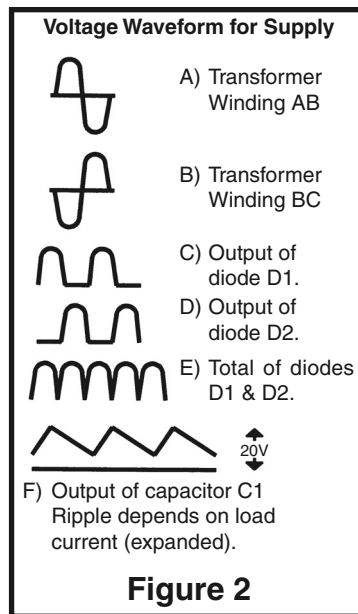 Voltage Waveform for Supply
A) Transformer
Winding AB
B) Transformer
Winding BC
C) Output of
diode D1.
D) Output of
diode D2.
E) Total of diodes
D1 & D2.
20V
F) Output of capacitor C1
Ripple depends on load
current (expanded).
Figure 2